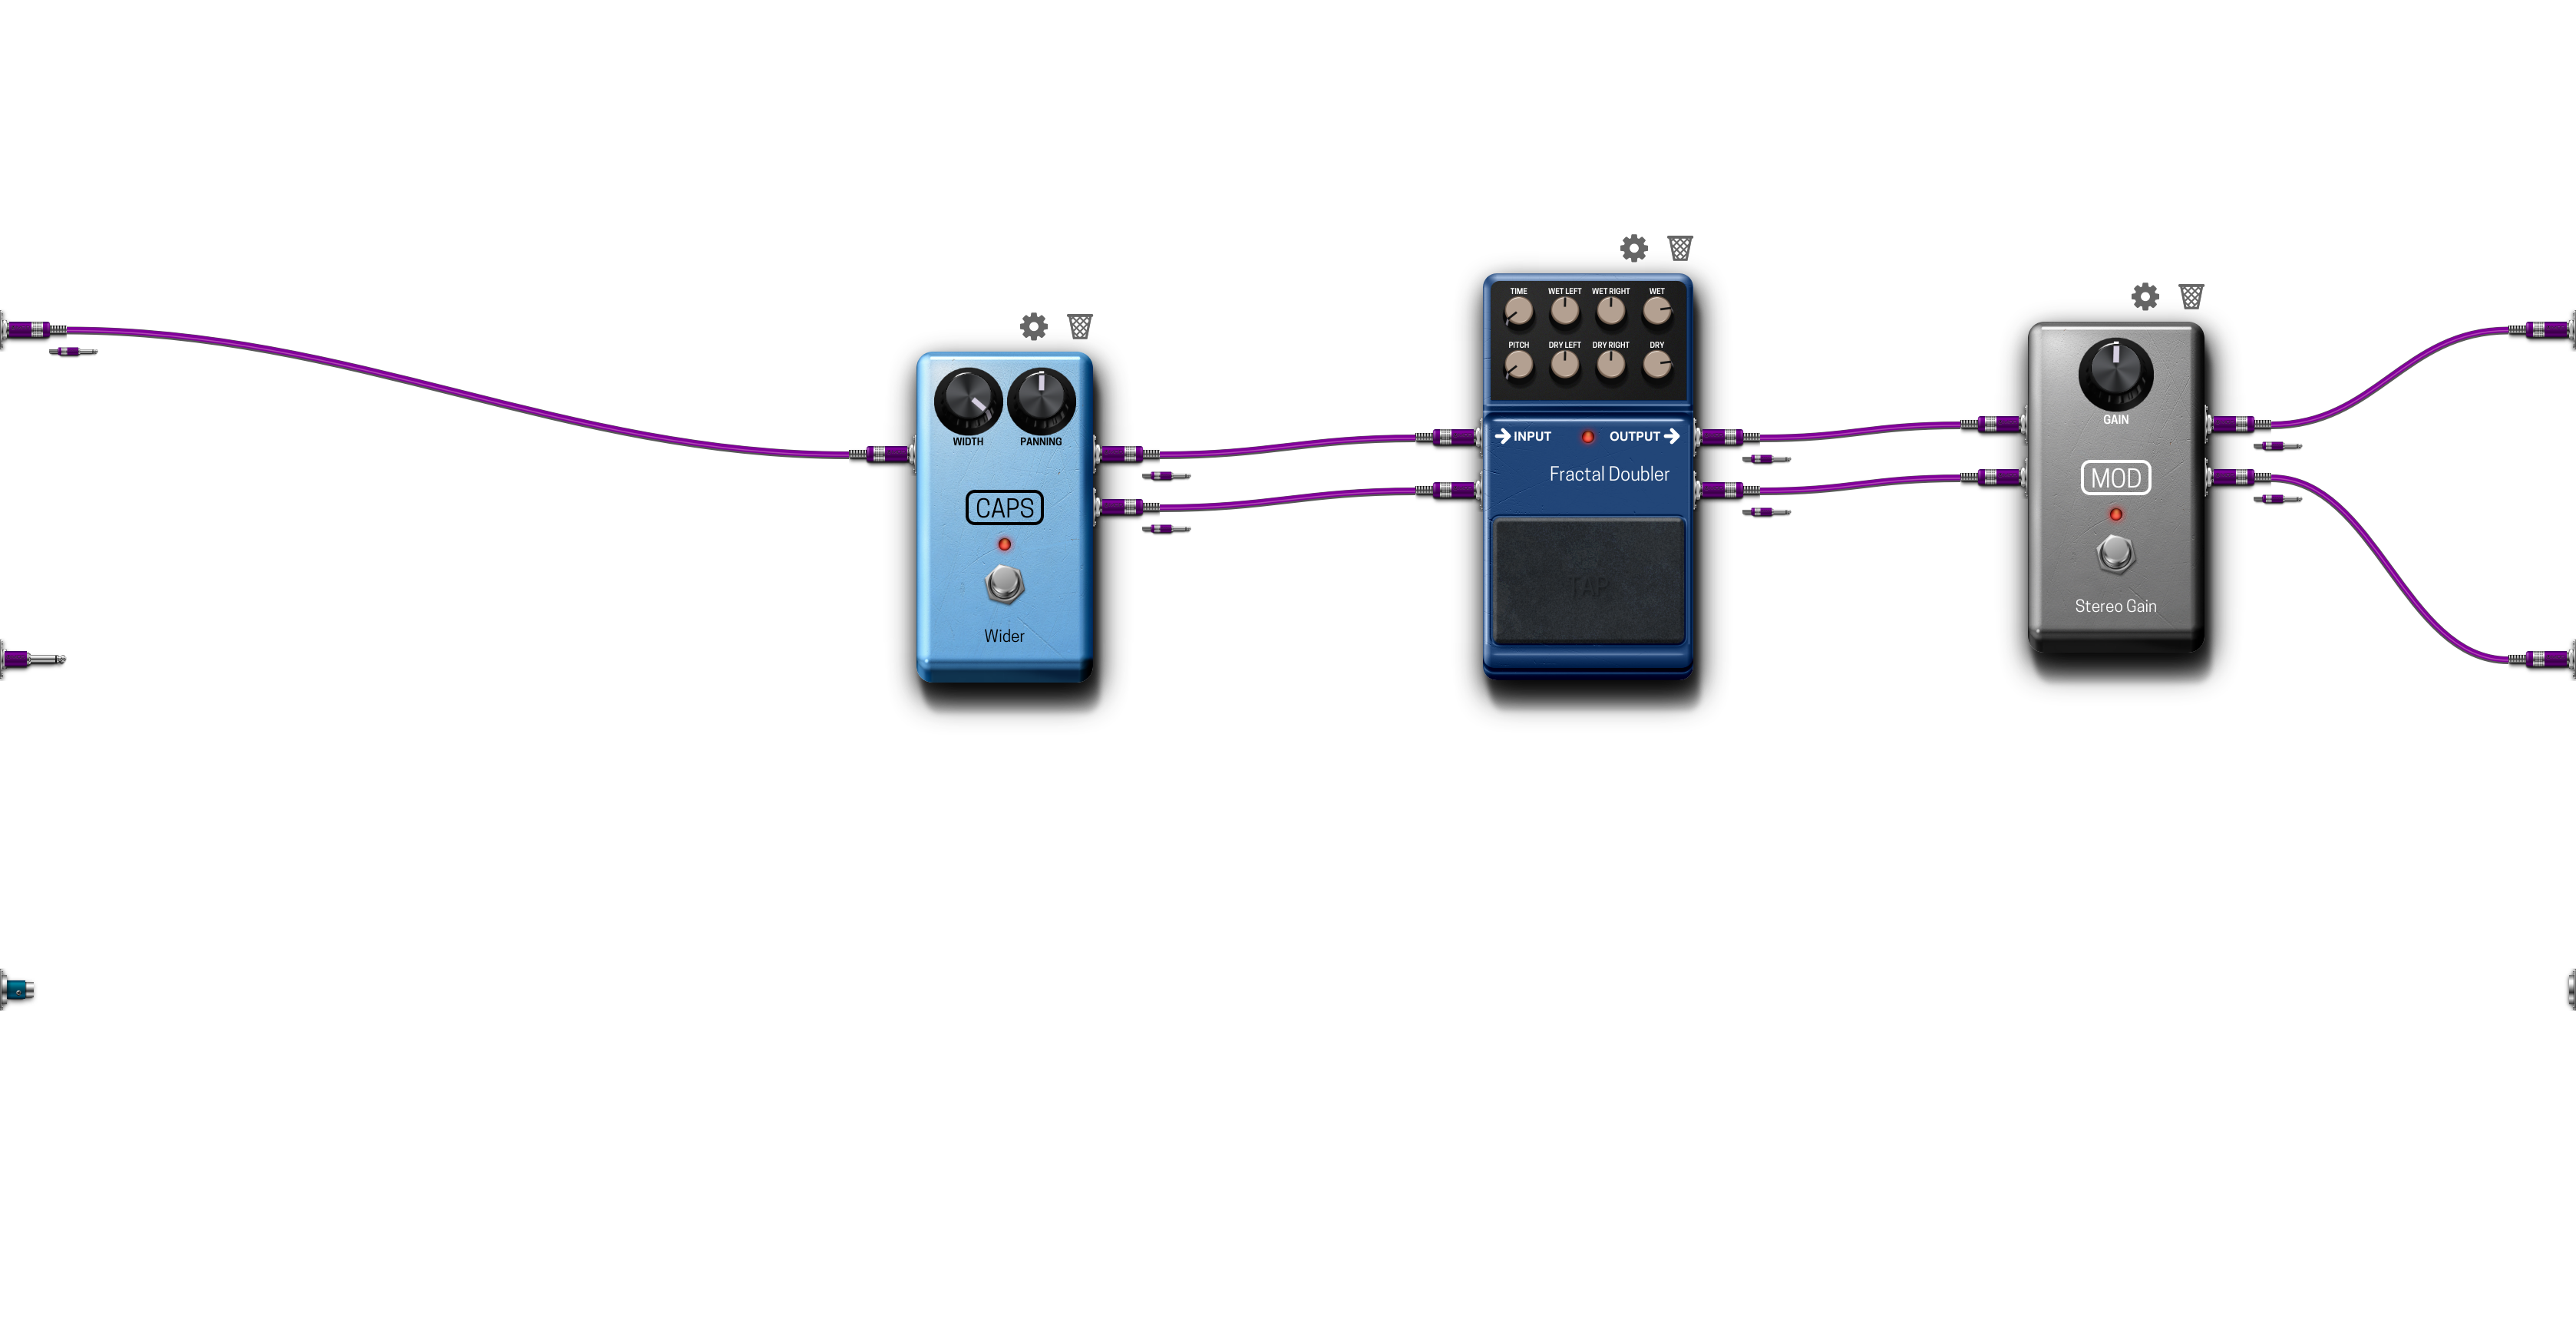 WIDTH PANNING
CAPS
Wider
TIME WET LEFT WET RIGHT WET
PITCH DRY LEFT DRY RIGHT DRY
INPUT OUTPUT
Fractal Doubler
TAP
GAIN
MOD
Stereo Gain